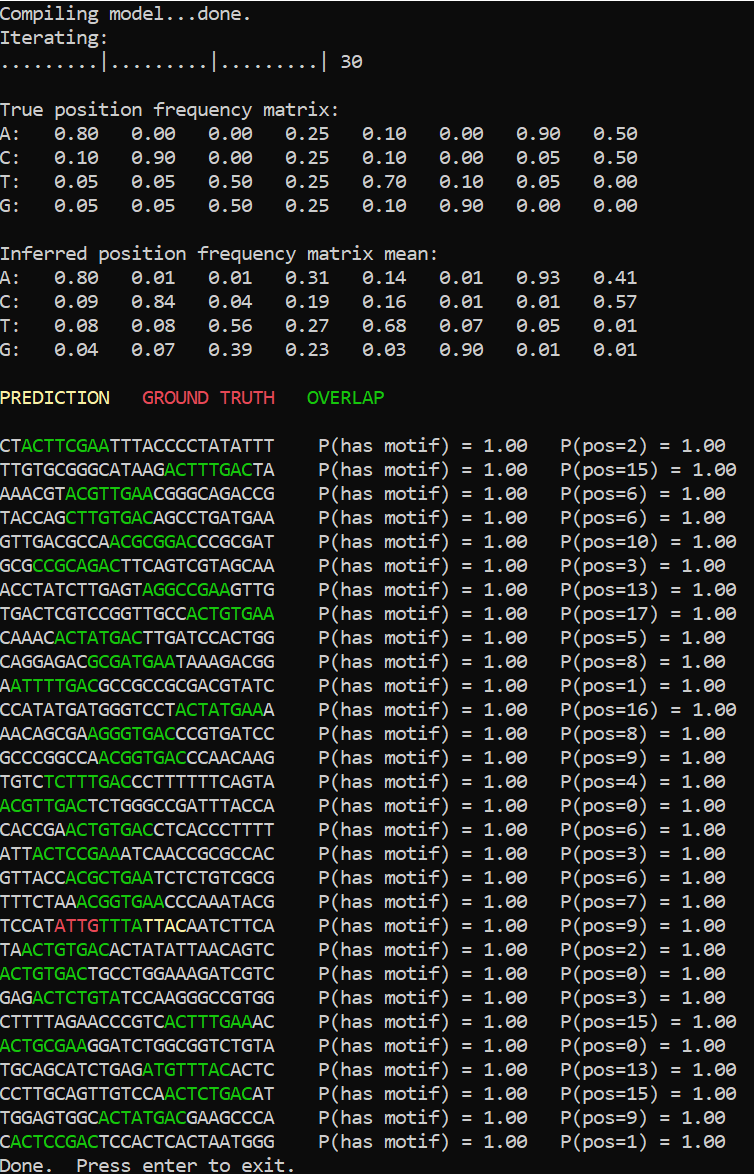 Compiling model...done.
Iterating:
.........|.........|.........| 30
True position frequency matrix:
A:   0.80   0.00   0.00   0.25   0.10   0.00   0.90   0.50
C:   0.10   0.90   0.00   0.25   0.10   0.00   0.05   0.50
T:   0.05   0.05   0.50   0.25   0.70   0.10   0.05   0.00
G:   0.05   0.05   0.50   0.25   0.10   0.90   0.00   0.00
Inferred position frequency matrix mean:
A:   0.80   0.01   0.01   0.31   0.14   0.01   0.93   0.41
C:   0.09   0.84   0.04   0.19   0.16   0.01   0.01   0.57
T:   0.08   0.08   0.56   0.27   0.68   0.07   0.05   0.01
G:   0.04   0.07   0.39   0.23   0.03   0.90   0.01   0.01
PREDICTION   GROUND TRUTH   OVERLAP
CTACTTCGAATTTACCCCTATATTT    P(has motif) = 1.00   P(pos=2) = 1.00
TTGTGCGGGCATAAGACTTTGACTA    P(has motif) = 1.00   P(pos=15) = 1.00
AAACGTACGTTGAACGGGCAGACCG    P(has motif) = 1.00   P(pos=6) = 1.00
TACCAGCTTGTGACAGCCTGATGAA    P(has motif) = 1.00   P(pos=6) = 1.00
GTTGACGCCAACGCGGACCCGCGAT    P(has motif) = 1.00   P(pos=10) = 1.00
GCGCCGCAGACTTCAGTCGTAGCAA    P(has motif) = 1.00   P(pos=3) = 1.00
ACCTATCTTGAGTAGGCCGAAGTTG    P(has motif) = 1.00   P(pos=13) = 1.00
TGACTCGTCCGGTTGCCACTGTGAA    P(has motif) = 1.00   P(pos=17) = 1.00
CAAACACTATGACTTGATCCACTGG    P(has motif) = 1.00   P(pos=5) = 1.00
CAGGAGACGCGATGAATAAAGACGG    P(has motif) = 1.00   P(pos=8) = 1.00
AATTTTGACGCCGCCGCGACGTATC    P(has motif) = 1.00   P(pos=1) = 1.00
CCATATGATGGGTCCTACTATGAAA    P(has motif) = 1.00   P(pos=16) = 1.00
AACAGCGAAGGGTGACCCGTGATCC    P(has motif) = 1.00   P(pos=8) = 1.00
GCCCGGCCAACGGTGACCCAACAAG    P(has motif) = 1.00   P(pos=9) = 1.00
TGTCTCTTTGACCCTTTTTTCAGTA    P(has motif) = 1.00   P(pos=4) = 1.00
ACGTTGACTCTGGGCCGATTTACCA    P(has motif) = 1.00   P(pos=0) = 1.00
CACCGAACTGTGACCTCACCCTTTT    P(has motif) = 1.00   P(pos=6) = 1.00
ATTACTCCGAAATCAACCGCGCCAC    P(has motif) = 1.00   P(pos=3) = 1.00
GTTACCACGCTGAATCTCTGTCGCG    P(has motif) = 1.00   P(pos=6) = 1.00
TTTCTAAACGGTGAACCCAAATACG    P(has motif) = 1.00   P(pos=7) = 1.00
TCCATATTGTTTATTACAATCTTCA    P(has motif) = 1.00   P(pos=9) = 1.00
TAACTGTGACACTATATTAACAGTC    P(has motif) = 1.00   P(pos=2) = 1.00
ACTGTGACTGCCTGGAAAGATCGTC    P(has motif) = 1.00   P(pos=0) = 1.00
GAGACTCTGTATCCAAGGGCCGTGG    P(has motif) = 1.00   P(pos=3) = 1.00
CTTTTAGAACCCGTCACTTTGAAAC    P(has motif) = 1.00   P(pos=15) = 1.00
ACTGCGAAGGATCTGGCGGTCTGTA    P(has motif) = 1.00   P(pos=0) = 1.00
TGCAGCATCTGAGATGTTTACACTC    P(has motif) = 1.00   P(pos=13) = 1.00
CCTTGCAGTTGTCCAACTCTGACAT    P(has motif) = 1.00   P(pos=15) = 1.00
TGGAGTGGCACTATGACGAAGCCCA    P(has motif) = 1.00   P(pos=9) = 1.00
CACTCCGACTCCACTCACTAATGGG    P(has motif) = 1.00   P(pos=1) = 1.00
Done.  Press enter to exit.